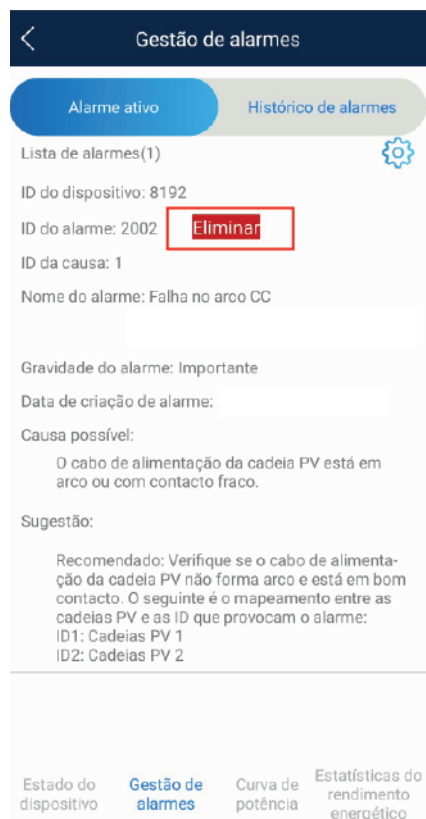 Gestão de alarmes
Alarme ativo
Histórico de alarmes
Lista de alarmes(1)
ID do dispositivo: 8192
ID do alarme: 2002 Eliminar
ID da causa: 1
Nome do alarme: Falha no arco CC
Gravidade do alarme: Importante
Data de criação de alarme:
Causa possível:
O cabo de alimentação da cadeia PV está em
arco ou com contacto fraco.
Sugestão:
Recomendado: Verifique se o cabo de alimenta-
ção da cadeia PV não forma arco e está em bom
contacto. O seguinte é o mapeamento entre as
cadeias PV e as ID que provocam o alarme:
ID1: Cadeias PV 1
ID2: Cadeias PV 2
Estado do
dispositivo
Gestão de
alarmes
Curva de
potência
Estatísticas do
rendimento
energético